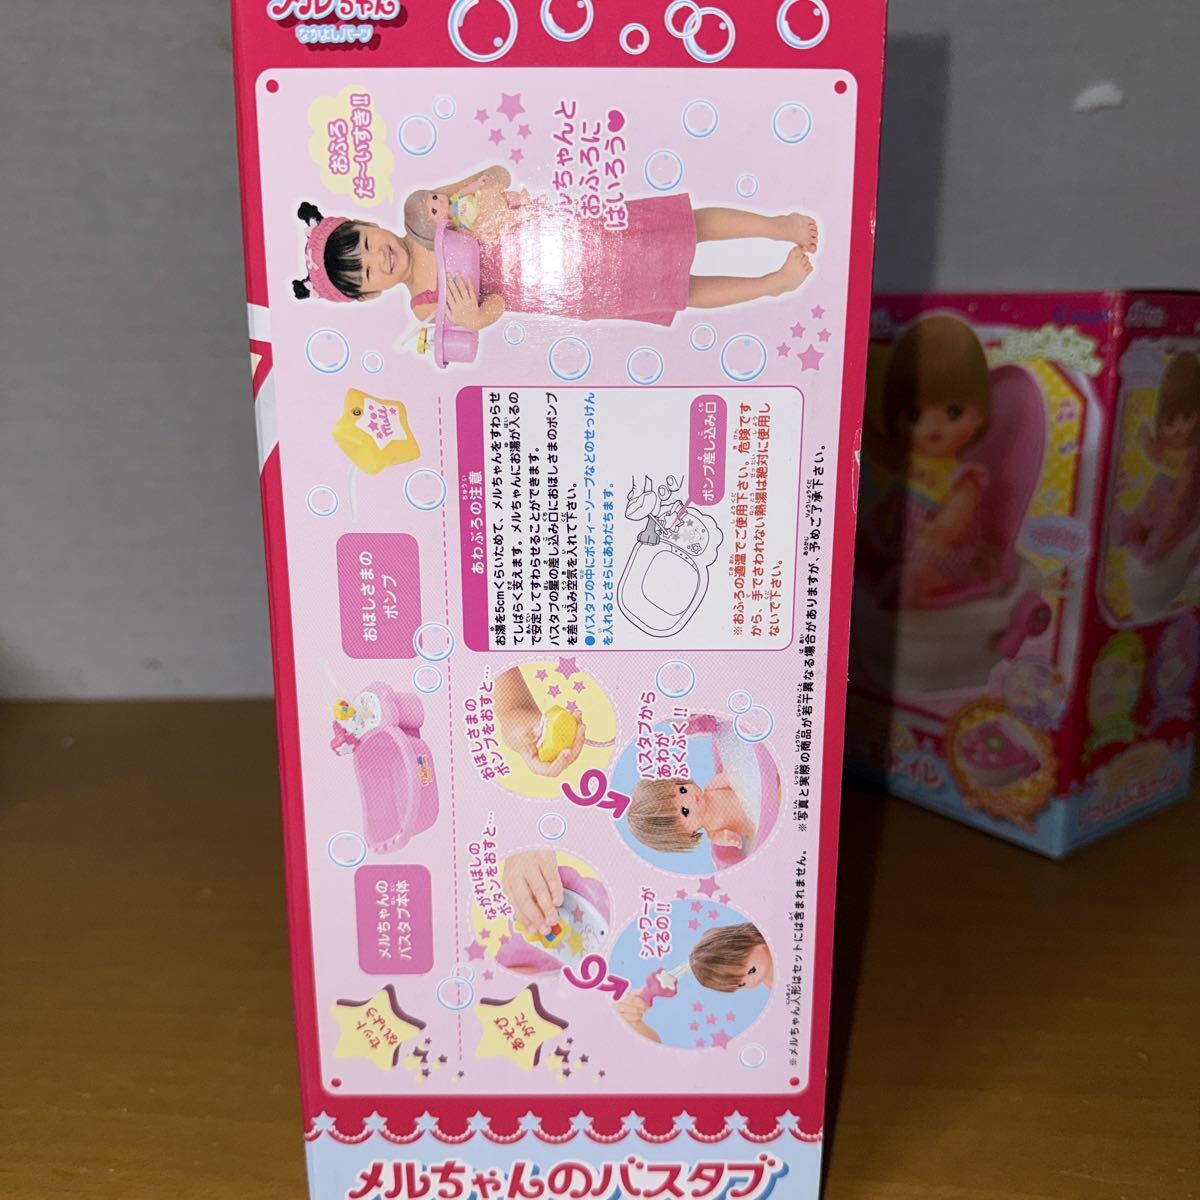 メルちゃん
なかよしパーツ
おふろ
だ〜いすき!!
ルちゃんと
おふろに
はいろう♥
セット
ないよう
メルちゃんの
バスタブ本体
おほしさまの
ポンプ
Mell
あそび
かた
ながれぼしの
ボタンをおすと…
シャワーが
でるの!!
おほしさまの
ポンプをおすと…
バスタブから
あわが
ぶくぶく!!
あわぶろの注意
お湯を5cmくらいためて、メルちゃんをすわらせ
てしばらく支えます。メルちゃんにお湯が入るの
で安定してすわらせることができます。
バスタブの星の差し込み口におほしさまのポンプ
を差し込み空気を入れて下さい。
●バスタブの中にボディーソープなどのせっけん
を入れるとさらにあわだちます。
ポンプ差し込み口
※おふろの適温でご使用下さい。危険です
から、手でさわれない熱湯は絶対に使用し
ないで下さい。
※メルちゃん人形はセットには含まれません。 ※写真と実際の商品が若干異なる場合がありますが、予めご了承下さい。
メルちゃんのバスタブ